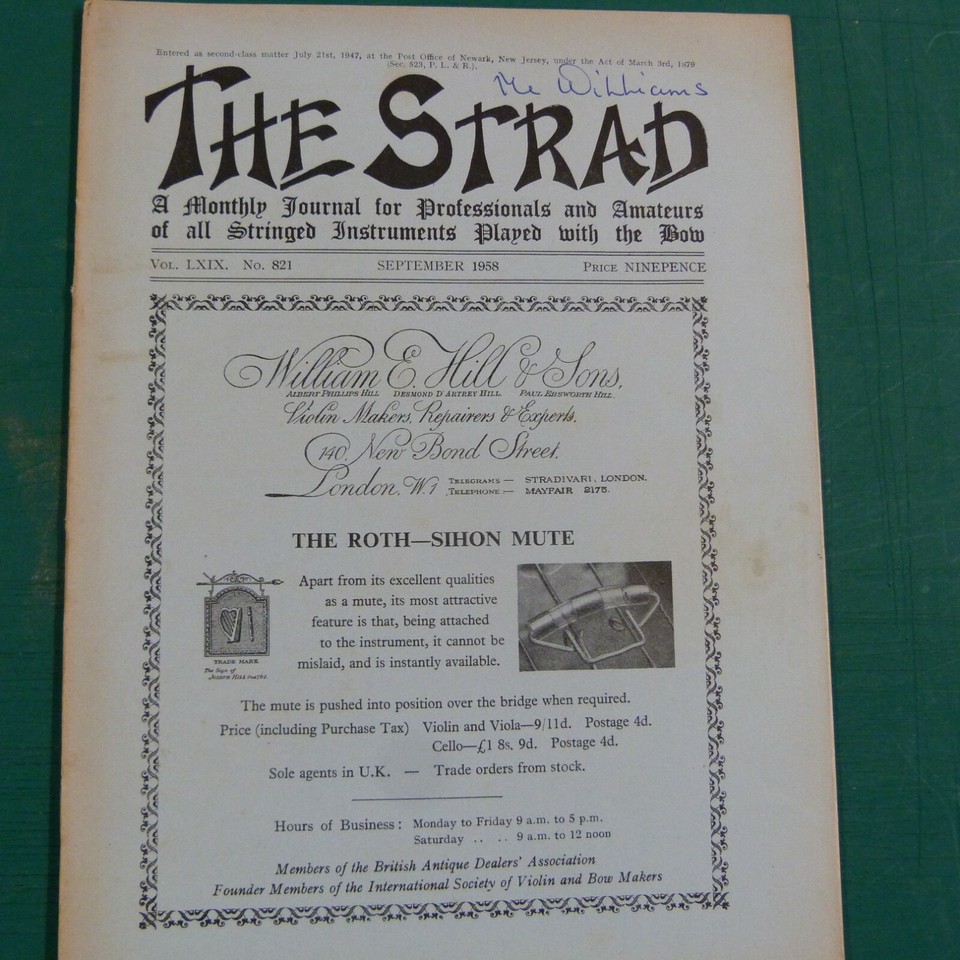 Entered as second-class matter July 21st, 1947, at the Post Office of Newark, New Jersey, under the Act of March 3rd, 1879
(Sec. 523, P. L. & R.).
Mr Williams
THE STRAD
A Monthly Journal for Professionals and Amateurs
of all Stringed Instruments Played with the Bow
VOL. LXIX. No. 821 SEPTEMBER 1958 PRICE NINEPENCE
William E. Hill & Sons,
ALBERT PHILLIPS HILL DESMOND D'ARTREY HILL. PAUL EBSWORTH HILL.
Violin Makers, Repairers & Experts.
140, New Bond Street,
London, W.1
TELEGRAMS — STRADIVARI, LONDON.
TELEPHONE — MAYFAIR 2175.
THE ROTH—SIHON MUTE
Apart from its excellent qualities
as a mute, its most attractive
feature is that, being attached
to the instrument, it cannot be
mislaid, and is instantly available.
TRADE MARK
The Sign of
JOSEPH HILL
The mute is pushed into position over the bridge when required.
Price (including Purchase Tax) Violin and Viola—9/11d. Postage 4d.
Cello—£1 8s. 9d. Postage 4d.
Sole agents in U.K. — Trade orders from stock.
Hours of Business: Monday to Friday 9 a.m. to 5 p.m.
Saturday .. .. 9 a.m. to 12 noon
Members of the British Antique Dealers' Association
Founder Members of the International Society of Violin and Bow Makers